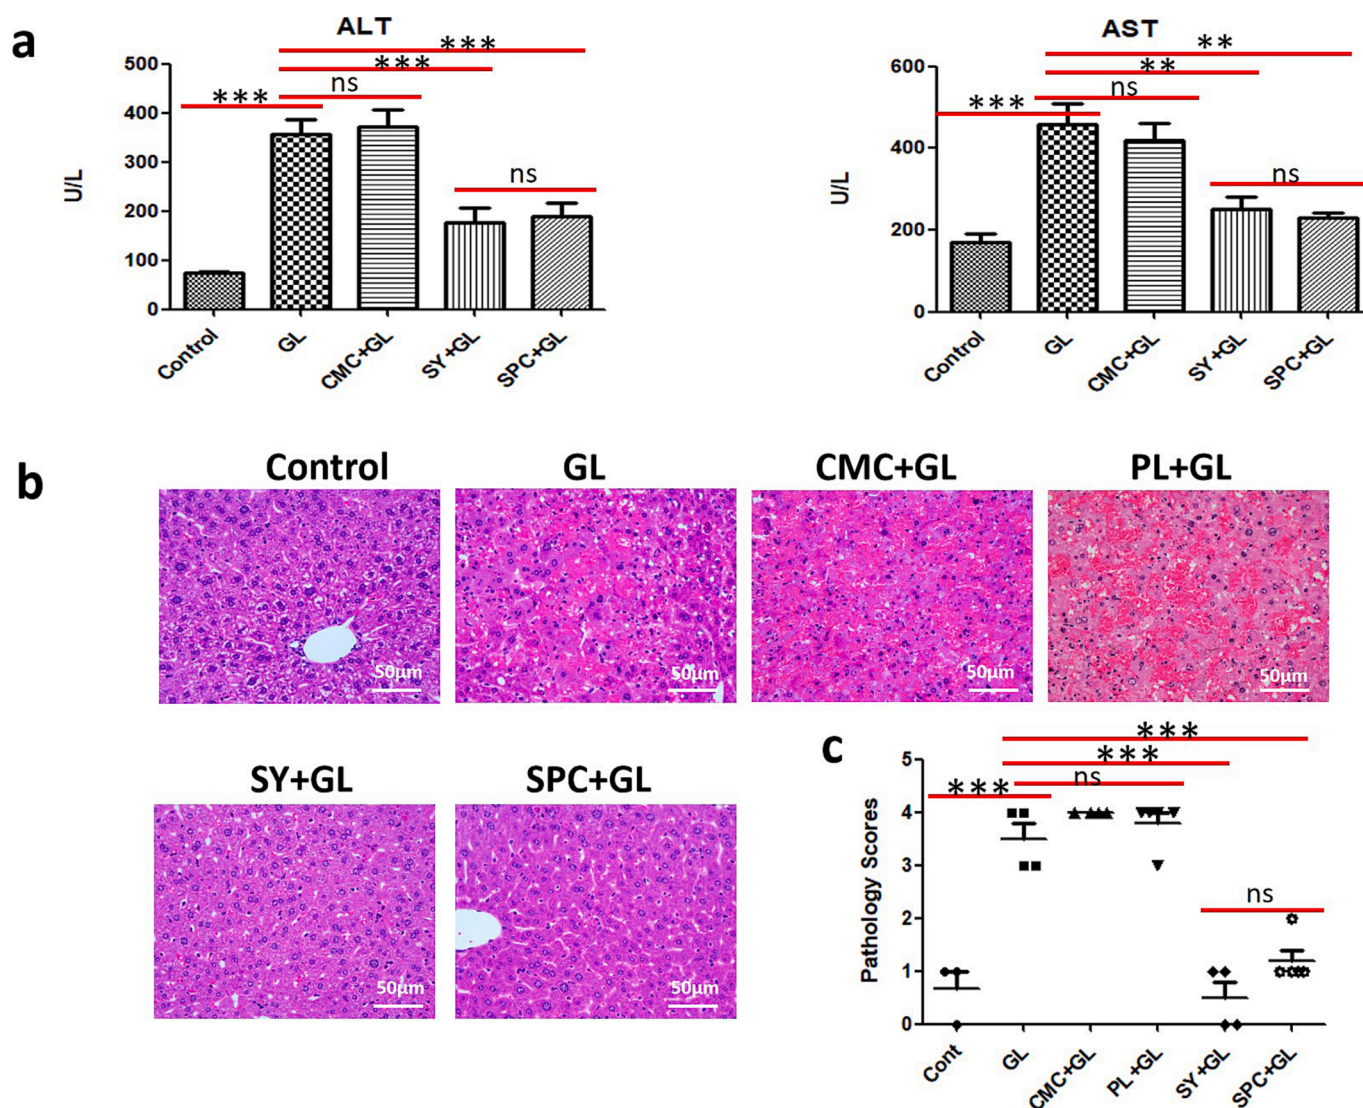 a
ALT
***
***
***
ns
ns
500
400
300
200
100
0
U/L
Control
GL
CMC+GL
SY+GL
SPC+GL
AST
**
**
ns
***
ns
600
400
200
0
U/L
Control
GL
CMC+GL
SY+GL
SPC+GL
b
Control
GL
CMC+GL
PL+GL
50μm
50μm
50μm
50μm
SY+GL
SPC+GL
50μm
50μm
c
***
***
ns
***
ns
5
4
3
2
1
0
Pathology Scores
Cont
GL
CMC+GL
PL+GL
SY+GL
SPC+GL